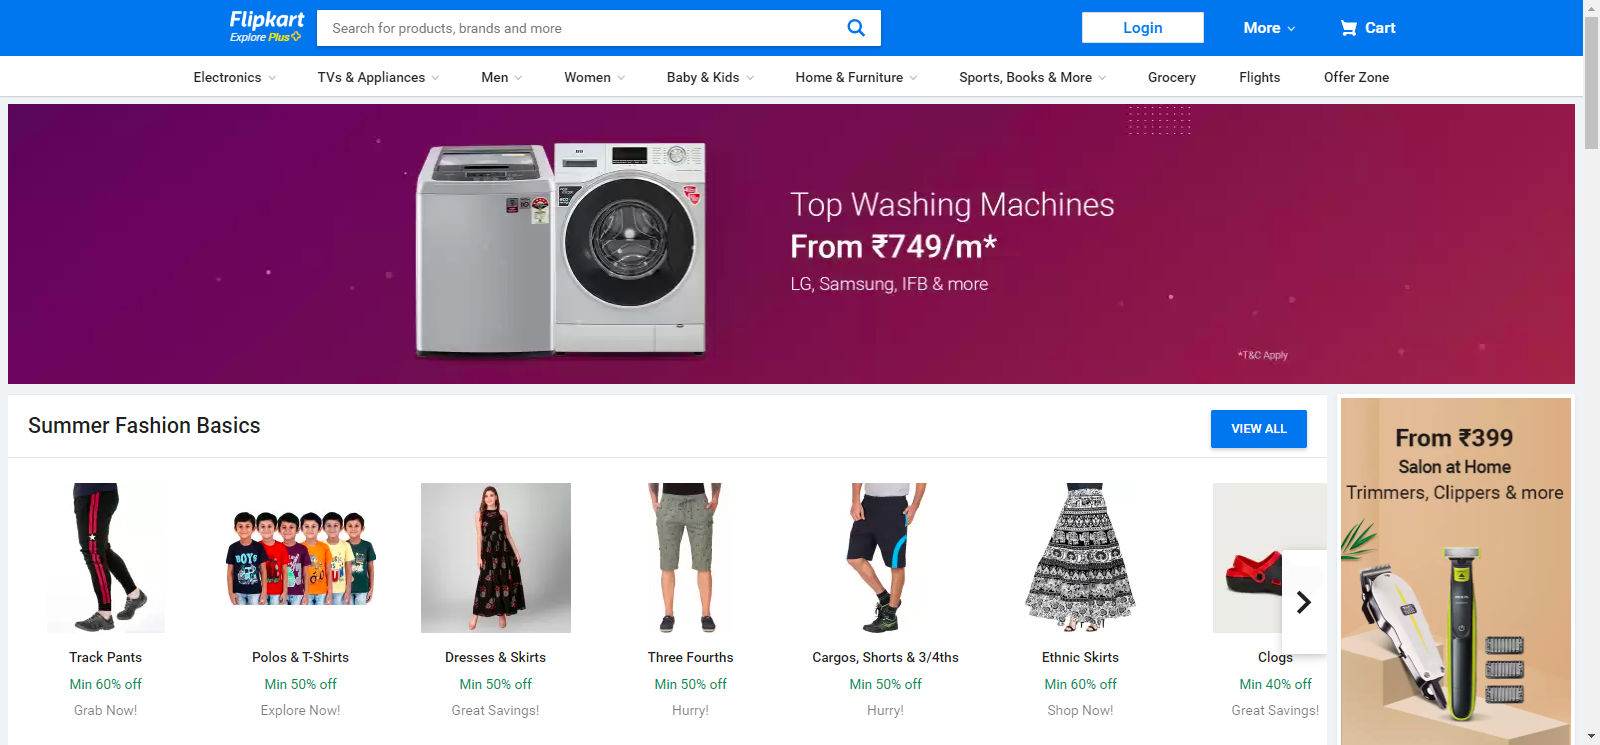 Flipkart
Explore Plus
Search for products, brands and more
Login
More
Cart
Electronics
TVs & Appliances
Men
Women
Baby & Kids
Home & Furniture
Sports, Books & More
Grocery
Flights
Offer Zone
Top Washing Machines
From ₹749/m*
LG, Samsung, IFB & more
*T&C Apply
Summer Fashion Basics
VIEW ALL
Track Pants
Min 60% off
Grab Now!
Polos & T-Shirts
Min 50% off
Explore Now!
Dresses & Skirts
Min 50% off
Great Savings!
Three Fourths
Min 50% off
Hurry!
Cargos, Shorts & 3/4ths
Min 50% off
Hurry!
Ethnic Skirts
Min 60% off
Shop Now!
Clogs
Min 40% off
Great Savings!
From ₹399
Salon at Home
Trimmers, Clippers & more